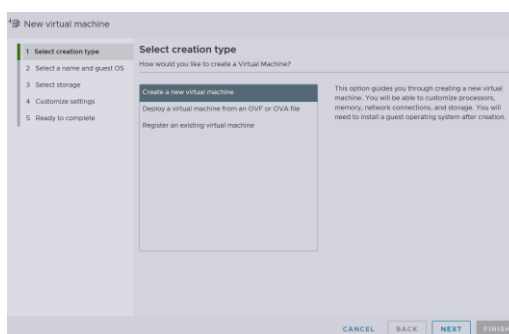 New virtual machine
1 Select creation type
2 Select a name and guest OS
3 Select storage
4 Customize settings
5 Ready to complete
Select creation type
How would you like to create a Virtual Machine?
Create a new virtual machine
Deploy a virtual machine from an OVF or OVA file
Register an existing virtual machine
This option guides you through creating a new virtual
machine. You will be able to customize processors,
memory, network connections, and storage. You will
need to install a guest operating system after creation.
CANCEL BACK NEXT FINISH